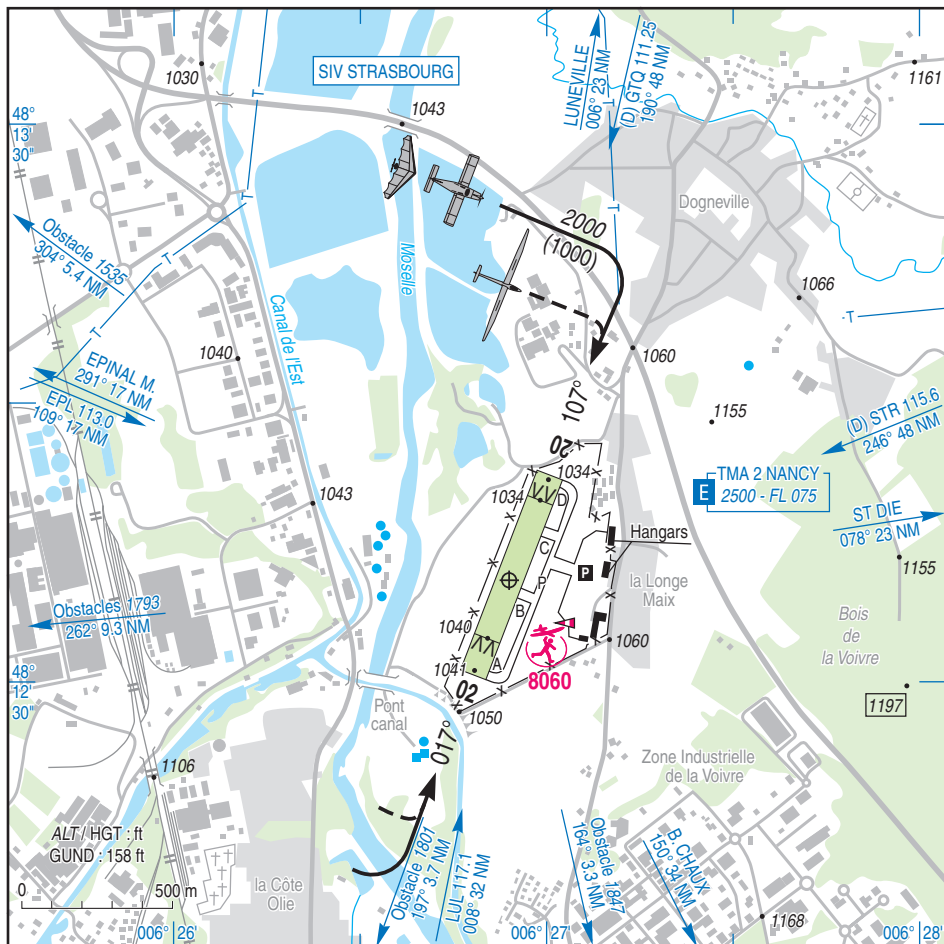 SIV STRASBOURG
1030
1043
1161
48°
13'
30"
LUNEVILLE
006° 23 NM
(D) GTQ 111.25
190° 48 NM
T
T
T
Dogneville
2000
(1000)
Moselle
Canal de l'Est
Obstacle 1535
304° 5.4 NM
T
T
1066
T
1040
1060
EPINAL M.
291° 17 NM
EPL 113.0
109° 17 NM
107°
20
1155
(D) STR 115.6
246° 48 NM
E
TMA 2 NANCY
2500 - FL 075
1034
1034
D
1043
C
Hangars
ST DIE
078° 23 NM
P
P
la Longe
Maix
1155
Obstacles 1793
262° 9.3 NM
B
1040
1060
Bois
de
la Voivre
A
1041
8060
48°
12'
30"
02
1050
Pont
canal
1197
017°
Zone Industrielle
de la Voivre
1106
ALT / HGT : ft
GUND : 158 ft
0
500 m
la Côte
Olie
Obstacle 1801
197° 3.7 NM
LUL 117.1
008° 32 NM
Obstacle 1847
164° 3.3 NM
B. CHAUX
150° 34 NM
1168
006° 26'
006° 27'
006° 28'